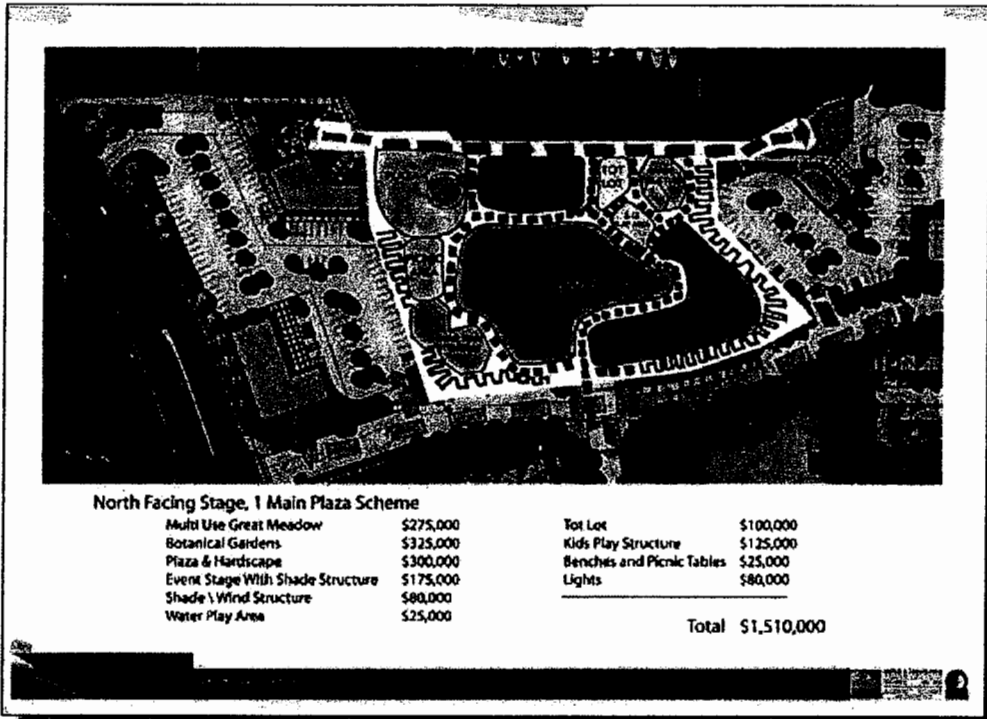 TOT
LOT
North Facing Stage, 1 Main Plaza Scheme
Multi Use Great Meadow $275,000
Botanical Gardens $325,000
Plaza & Hardscape $300,000
Event Stage With Shade Structure $175,000
Shade \ Wind Structure $80,000
Water Play Area $25,000
Tot Lot $100,000
Kids Play Structure $125,000
Benches and Picnic Tables $25,000
Lights $80,000
Total $1,510,000